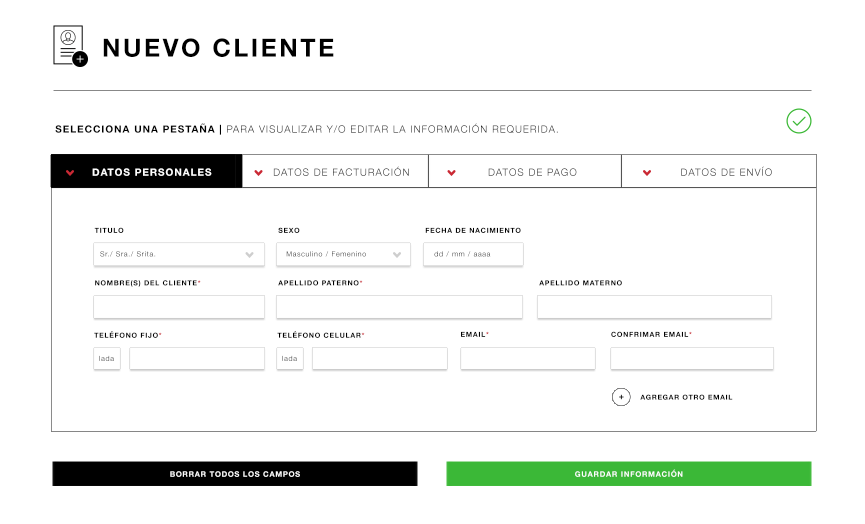 NUEVO CLIENTE
SELECCIONA UNA PESTAÑA | PARA VISUALIZAR Y/O EDITAR LA INFORMACIÓN REQUERIDA.
DATOS PERSONALES DATOS DE FACTURACIÓN DATOS DE PAGO DATOS DE ENVÍO
TITULO SEXO FECHA DE NACIMIENTO
Sr./ Sra./ Srita. Masculino / Femenino dd / mm / aaaa
NOMBRE(S) DEL CLIENTE* APELLIDO PATERNO* APELLIDO MATERNO
TELÉFONO FIJO* TELÉFONO CELULAR* EMAIL* CONFRIMAR EMAIL*
lada lada
+ AGREGAR OTRO EMAIL
BORRAR TODOS LOS CAMPOS GUARDAR INFORMACIÓN